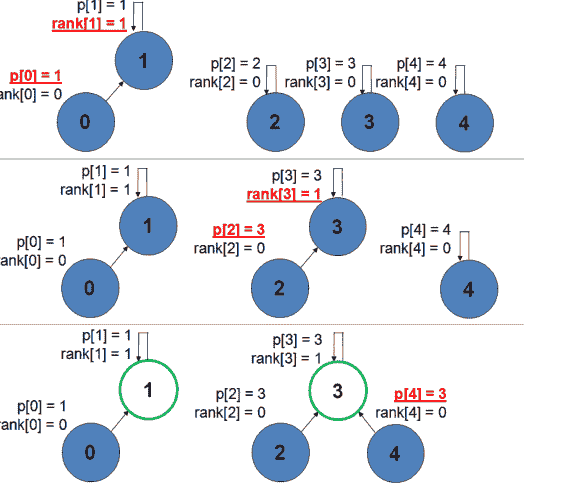 p[1] = 1
rank[1] = 1
1
p[0] = 1
ank[0] = 0
0
p[2] = 2 p[3] = 3 p[4] = 4
rank[2] = 0 rank[3] = 0 rank[4] = 0
2 3 4
p[1] = 1
rank[1] = 1
1
p[0] = 1
ank[0] = 0
0
p[3] = 3
rank[3] = 1
3
p[2] = 3
rank[2] = 0
2
p[4] = 4
rank[4] = 0
4
p[1] = 1
rank[1] = 1
1
p[0] = 1
ank[0] = 0
0
p[3] = 3
rank[3] = 1
3
p[2] = 3
rank[2] = 0
2
p[4] = 3
rank[4] = 0
4